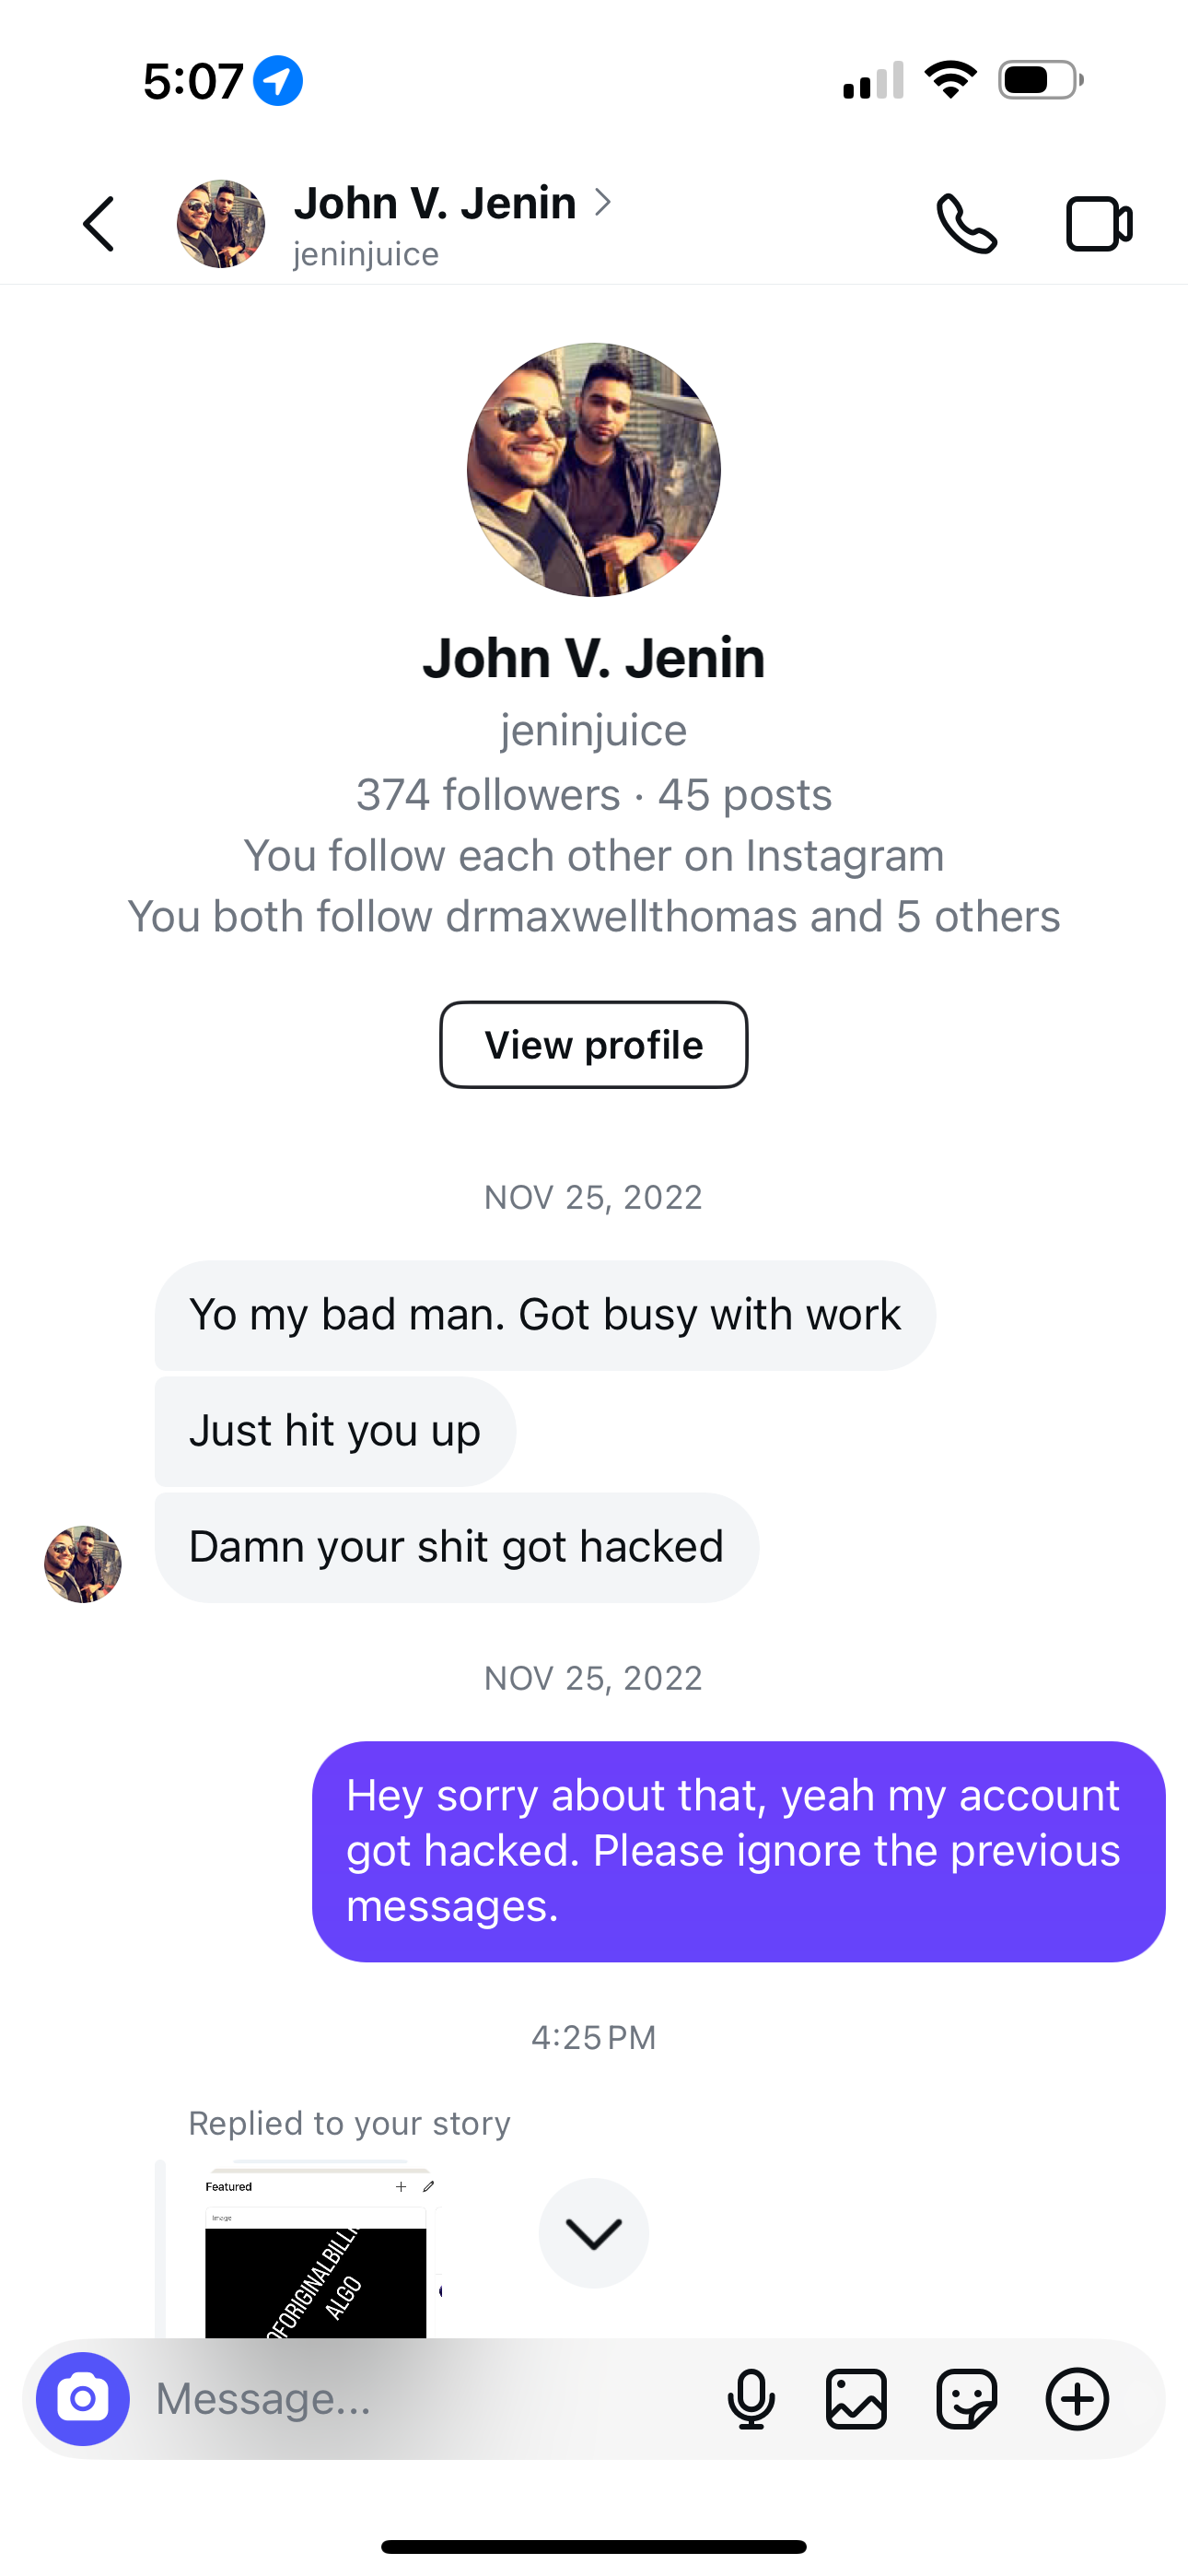 5:07
John V. Jenin
jeninjuice
John V. Jenin
jeninjuice
374 followers · 45 posts
You follow each other on Instagram
You both follow drmaxwellthomas and 5 others
View profile
NOV 25, 2022
Yo my bad man. Got busy with work
Just hit you up
Damn your shit got hacked
NOV 25, 2022
Hey sorry about that, yeah my account
got hacked. Please ignore the previous
messages.
4:25 PM
Replied to your story
Featured
Image
ALGO
Message...